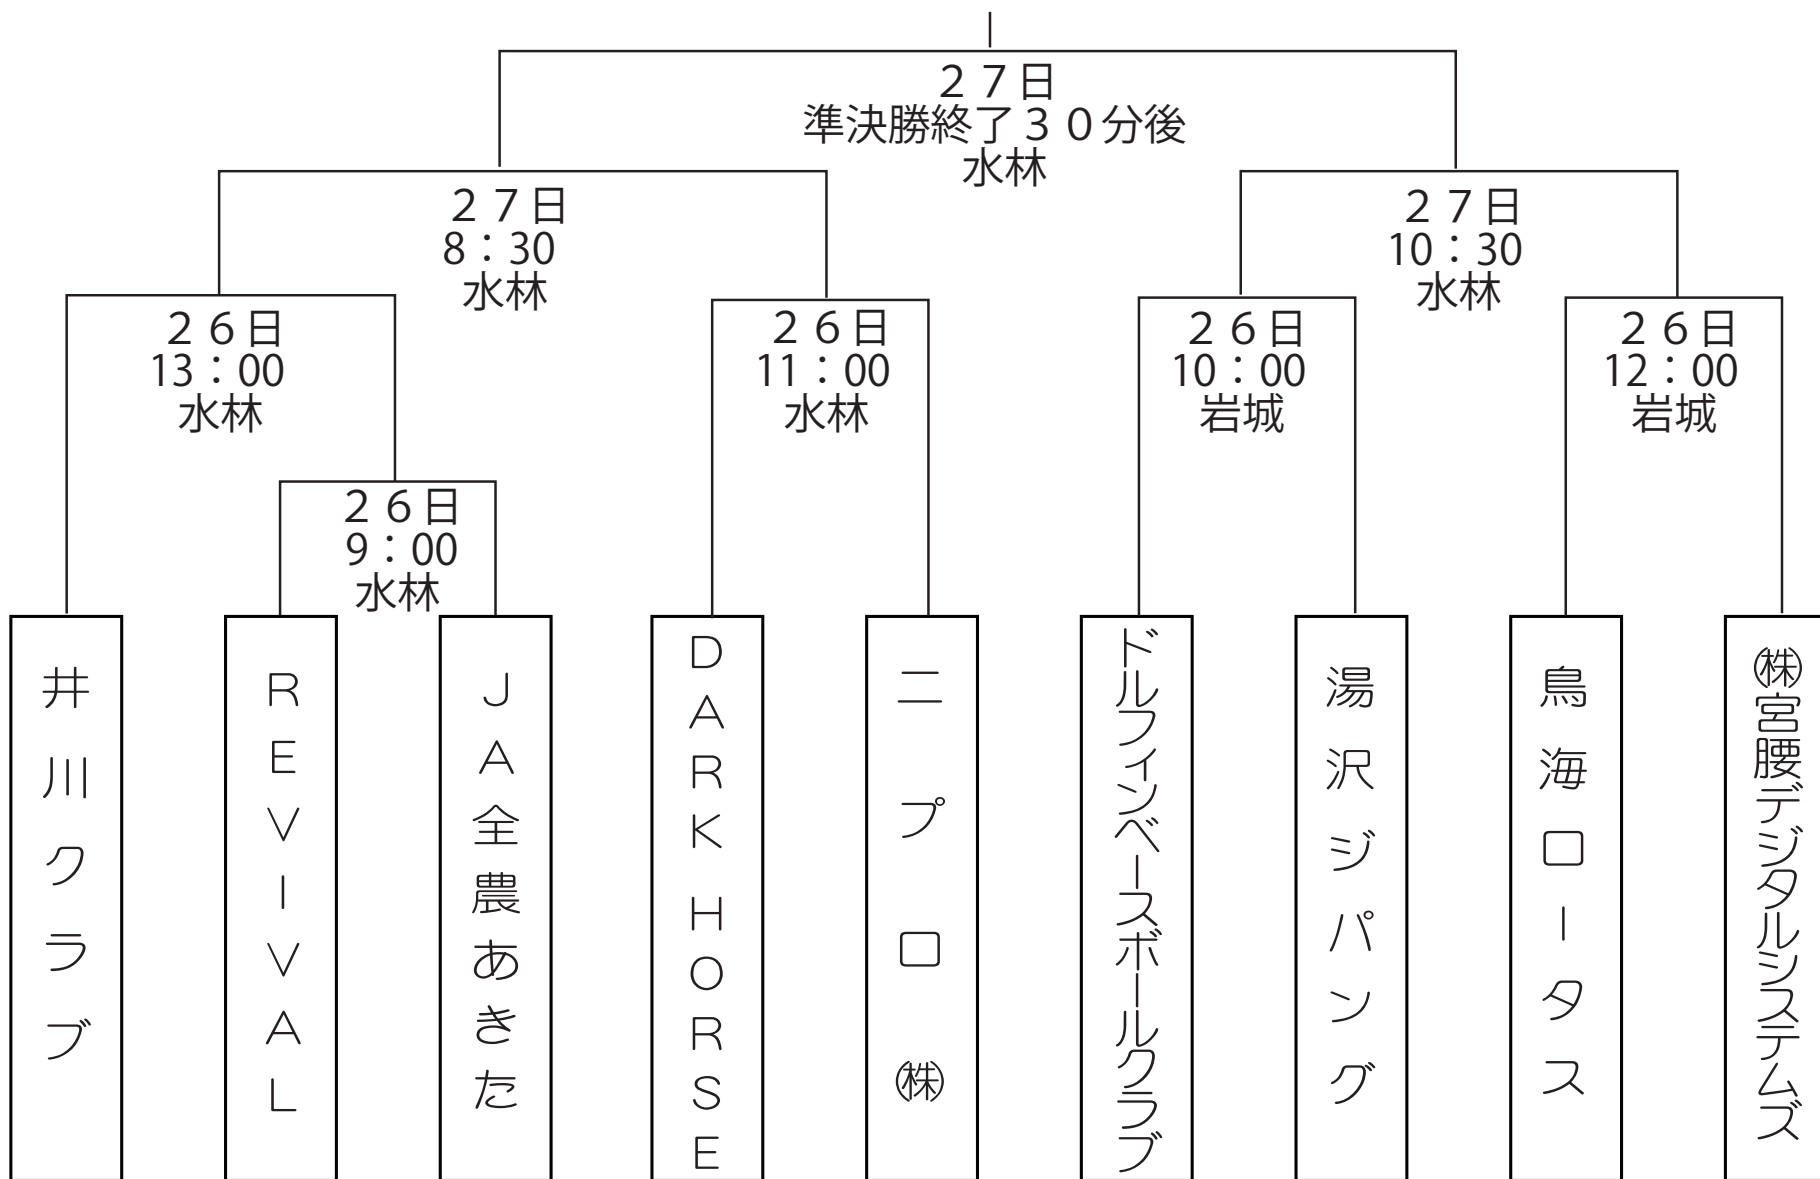 ２７日
準決勝終了３０分後
水林
２７日
8：30
水林
２７日
10：30
水林
２６日
13：00
水林
２６日
11：00
水林
２６日
10：00
岩城
２６日
12：00
岩城
２６日
9：00
水林
井川クラブ
REVIVAL
JA全農あきた
DARK HORSE
ニプロ㈱
ドルフィンベースボールクラブ
湯沢ジパング
鳥海ロータス
㈱宮腰デジタルシステムズ